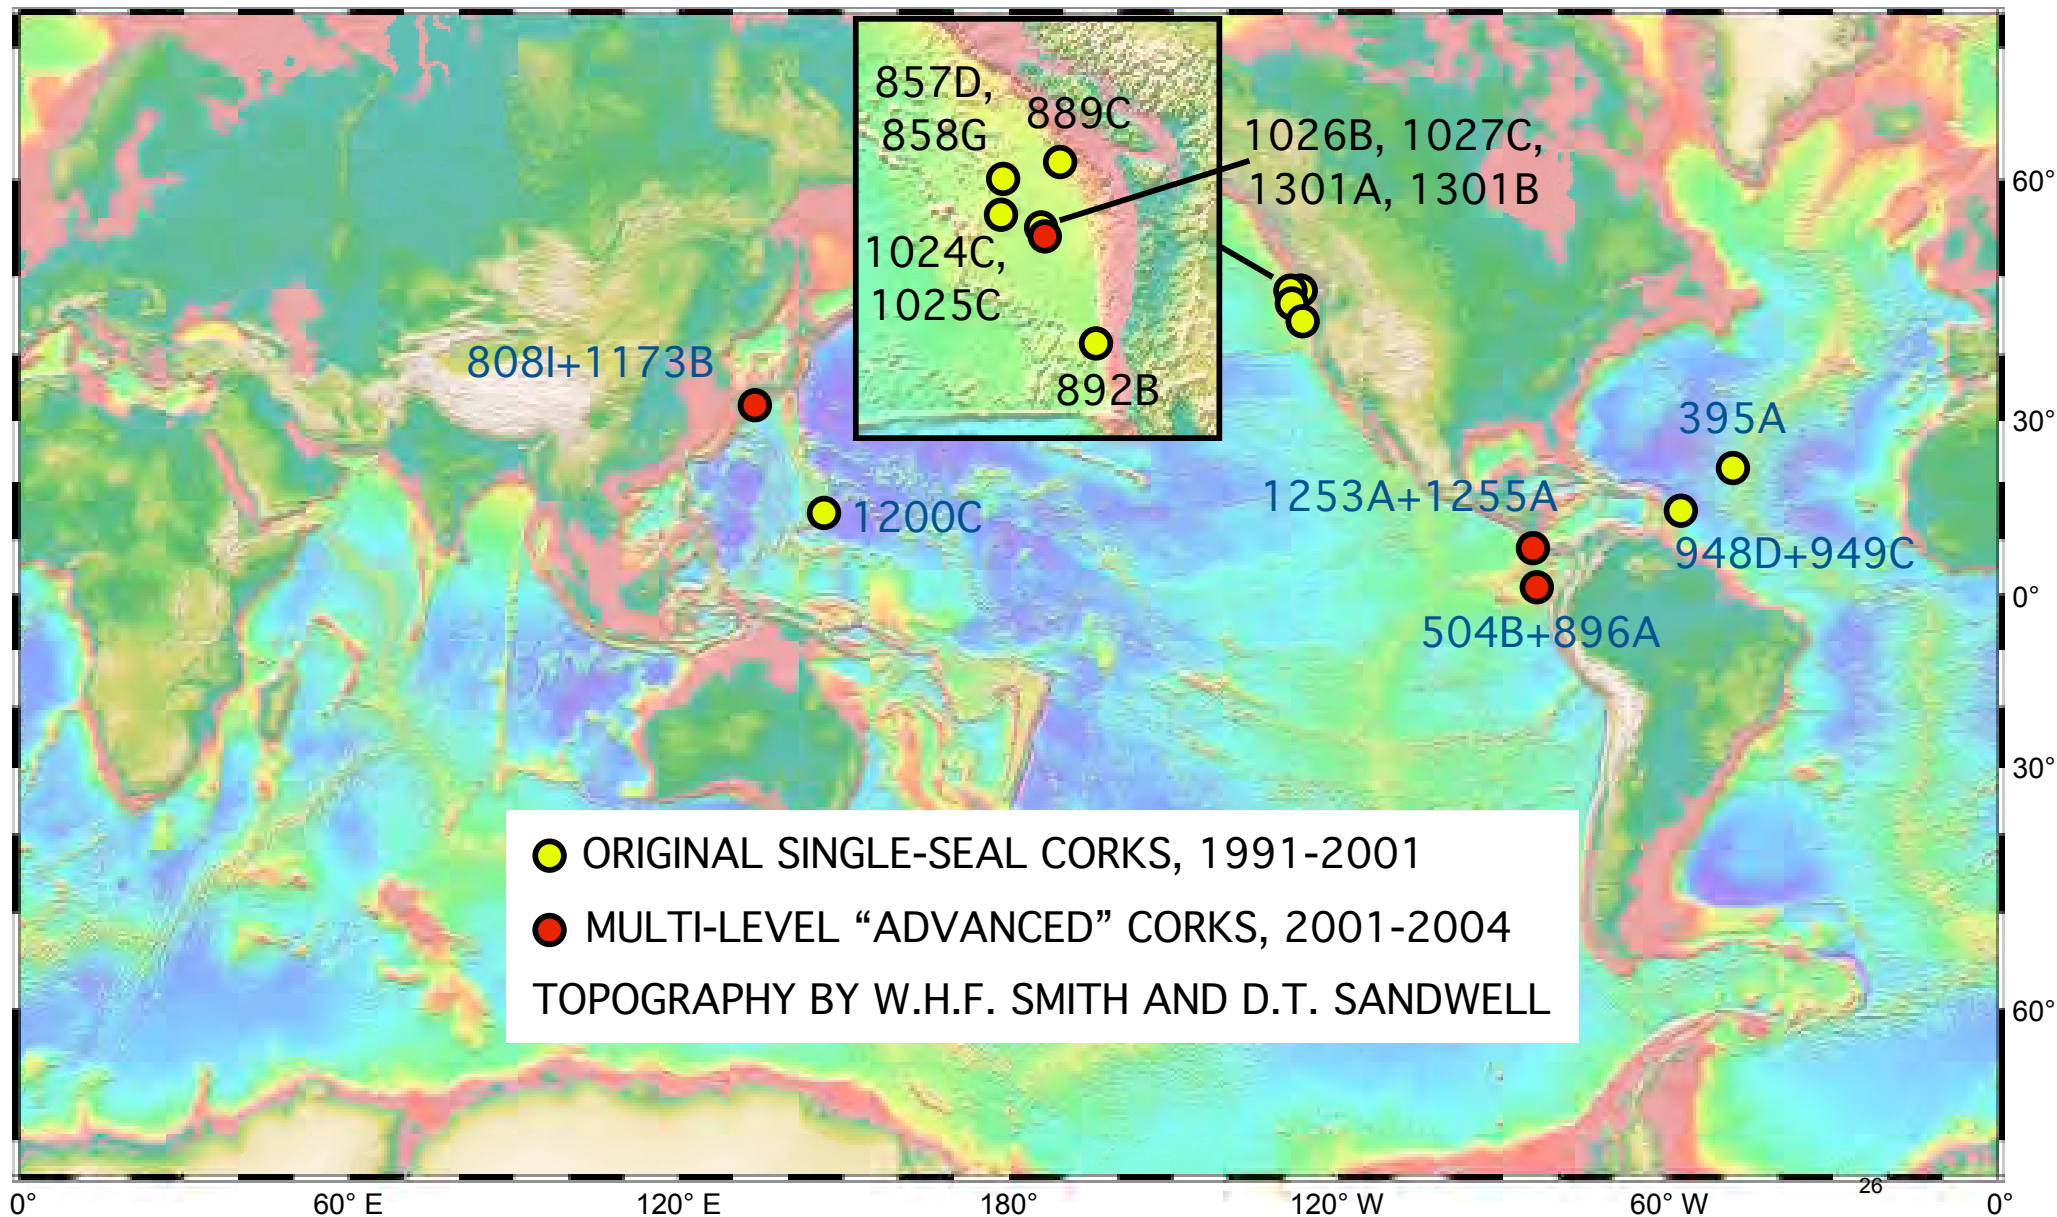 857D,
858G
889C
1026B, 1027C,
1301A, 1301B
60°
1024C,
1025C
808I+1173B
892B
395A
30°
1253A+1255A
1200C
948D+949C
0°
504B+896A
30°
ORIGINAL SINGLE-SEAL CORKS, 1991-2001
MULTI-LEVEL “ADVANCED” CORKS, 2001-2004
TOPOGRAPHY BY W.H.F. SMITH AND D.T. SANDWELL
60°
26
0°
60° E
120° E
180°
120° W
60° W
0°